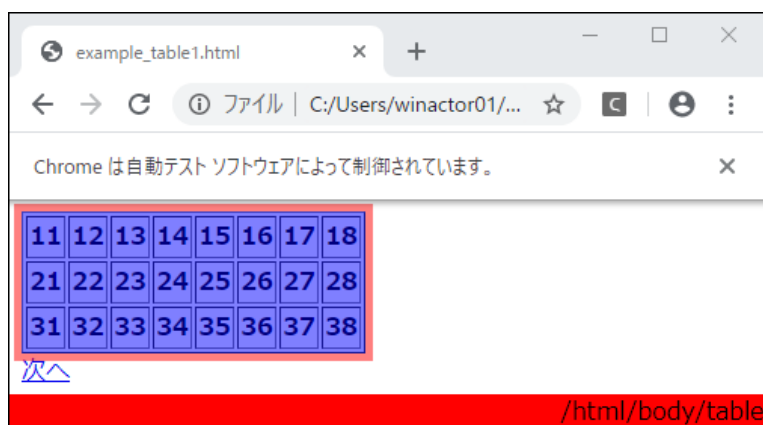 example_table1.html
ファイル | C:/Users/winactor01/...
C
Chrome は自動テスト ソフトウェアによって制御されています。
11 12 13 14 15 16 17 18
21 22 23 24 25 26 27 28
31 32 33 34 35 36 37 38
次へ
/html/body/table